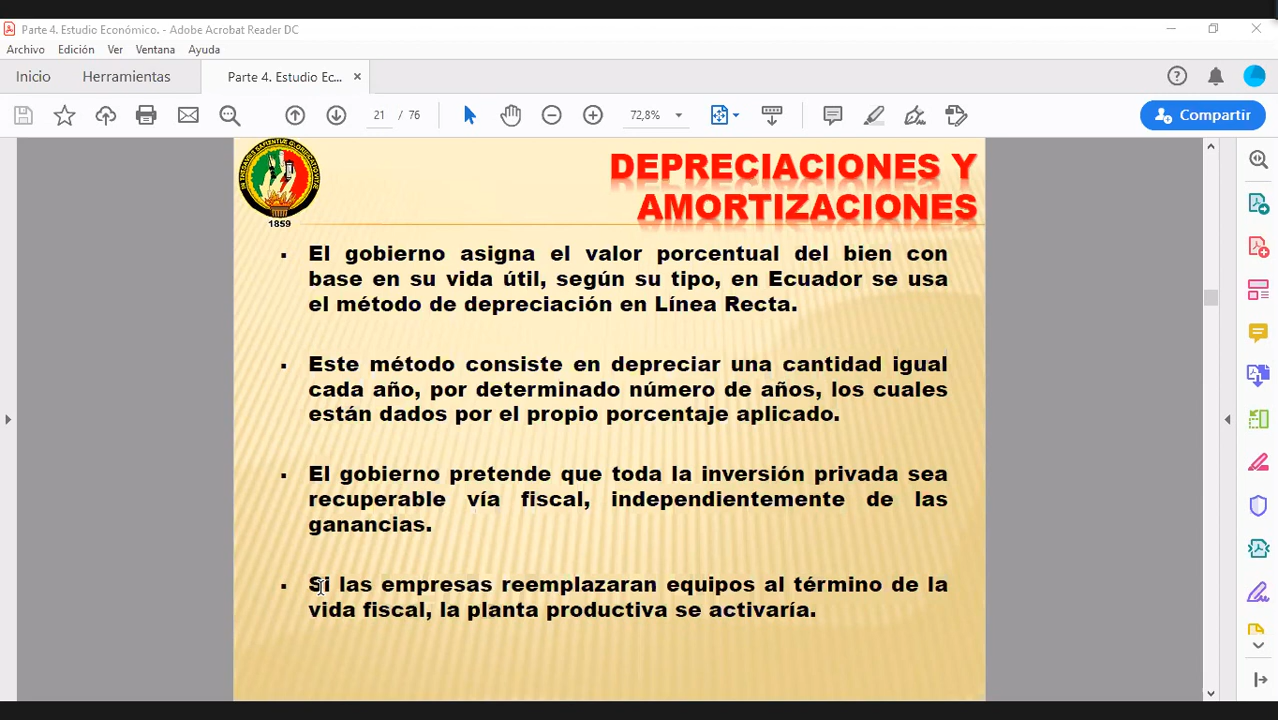 Parte 4. Estudio Económico. - Adobe Acrobat Reader DC
Archivo Edición Ver Ventana Ayuda
Inicio Herramientas Parte 4. Estudio Ec... ×
21 / 76 72,8% Compartir
DEPRECIACIONES Y
AMORTIZACIONES
1859
▪ El gobierno asigna el valor porcentual del bien con
base en su vida útil, según su tipo, en Ecuador se usa
el método de depreciación en Línea Recta.
▪ Este método consiste en depreciar una cantidad igual
cada año, por determinado número de años, los cuales
están dados por el propio porcentaje aplicado.
▪ El gobierno pretende que toda la inversión privada sea
recuperable vía fiscal, independientemente de las
ganancias.
▪ Si las empresas reemplazaran equipos al término de la
vida fiscal, la planta productiva se activaría.